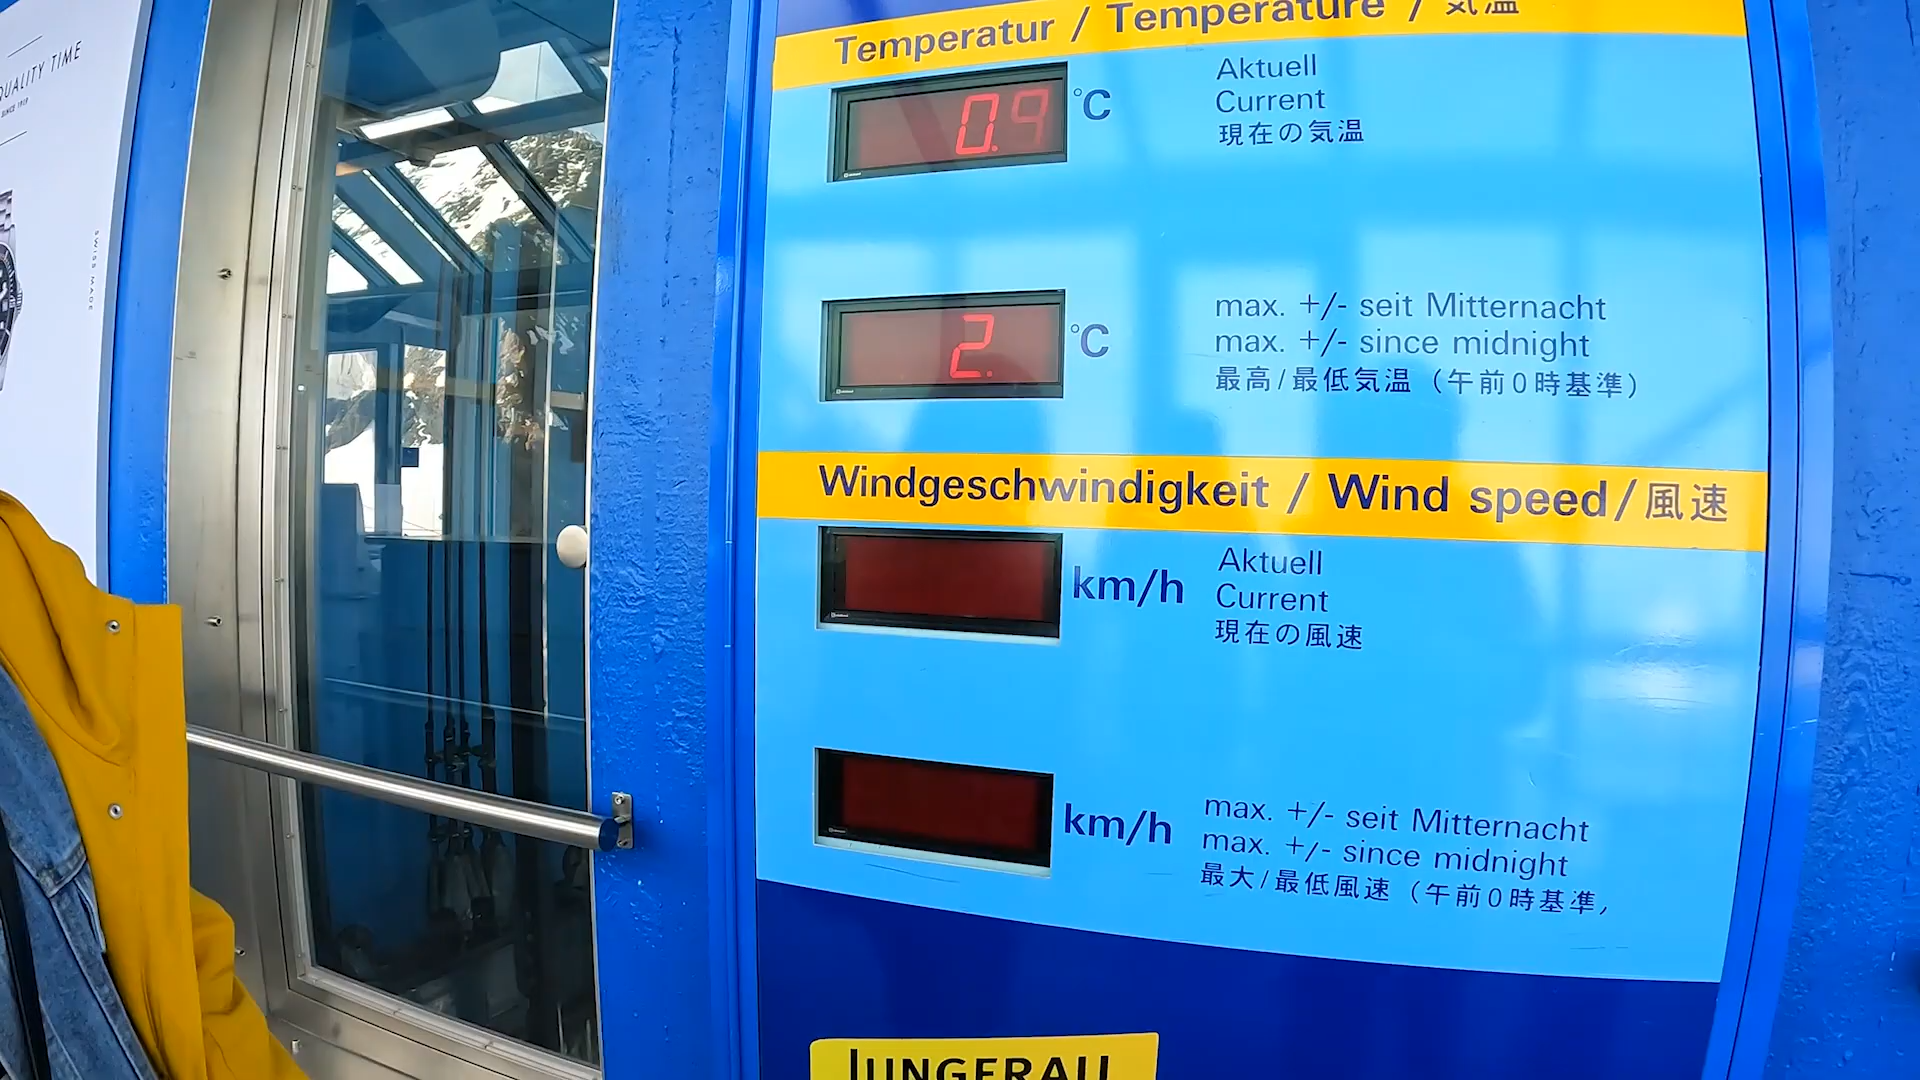 QUALITY TIME
SINCE 1919
SWISS MADE
Temperatur / Temperature / 気温
0.9 °C
Aktuell
Current
現在の気温
2. °C
max. +/- seit Mitternacht
max. +/- since midnight
最高/最低気温（午前0時基準）
Windgeschwindigkeit / Wind speed/風速
km/h
Aktuell
Current
現在の風速
km/h
max. +/- seit Mitternacht
max. +/- since midnight
最大/最低風速（午前0時基準）
JUNGFRAU